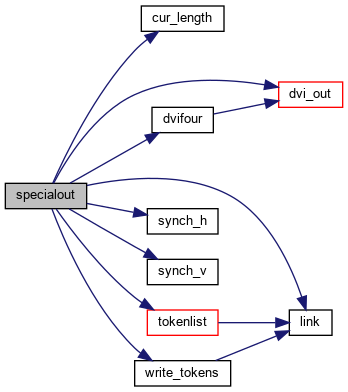 cur_length
dvi_out
dvifour
specialout
synch_h
synch_v
tokenlist
link
write_tokens